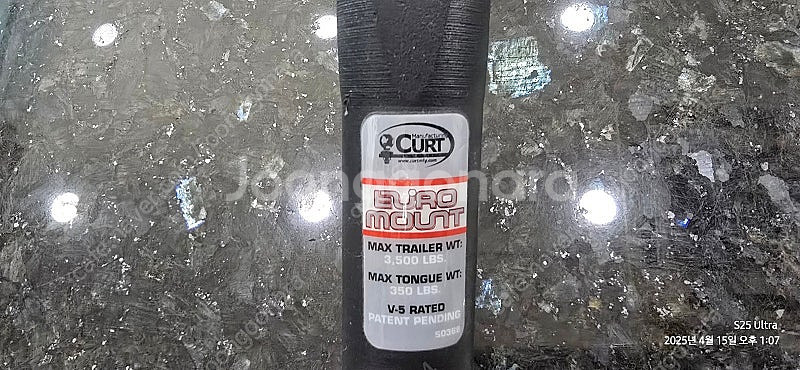 Manufacturing
CURT
www.curtmfg.com
EURO
MOUNT
MAX TRAILER WT:
3,500 LBS.
MAX TONGUE WT:
350 LBS.
V-5 RATED
PATENT PENDING
Joonggonara
S25 Ultra
2025년 4월 15일 오후 1:07